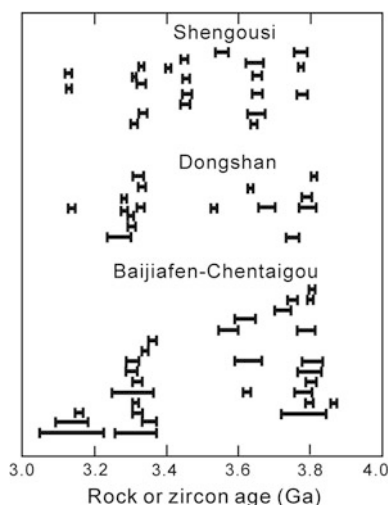 Shengousi
Dongshan
Baijiafen-Chentaigou
3.0 3.2 3.4 3.6 3.8 4.0
Rock or zircon age (Ga)